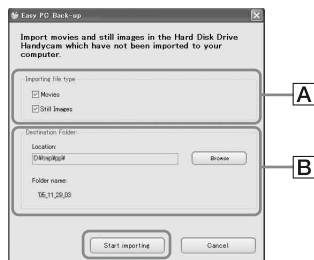 Easy PC Back-up
Import movies and still images in the Hard Disk Drive
Handycam which have not been imported to your
computer.
Importing file type
Movies
Still Images
A
Destination Folder:
Location:
Browse
B
Folder name:
'05_11_29_03
Start importing
Cancel